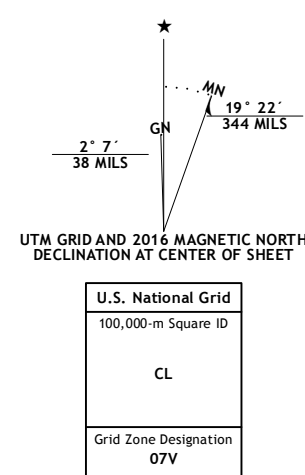 ★
MN
19° 22´
344 MILS
GN
2° 7´
38 MILS
UTM GRID AND 2016 MAGNETIC NORTH
DECLINATION AT CENTER OF SHEET
U.S. National Grid
100,000-m Square ID
CL
Grid Zone Designation
07V